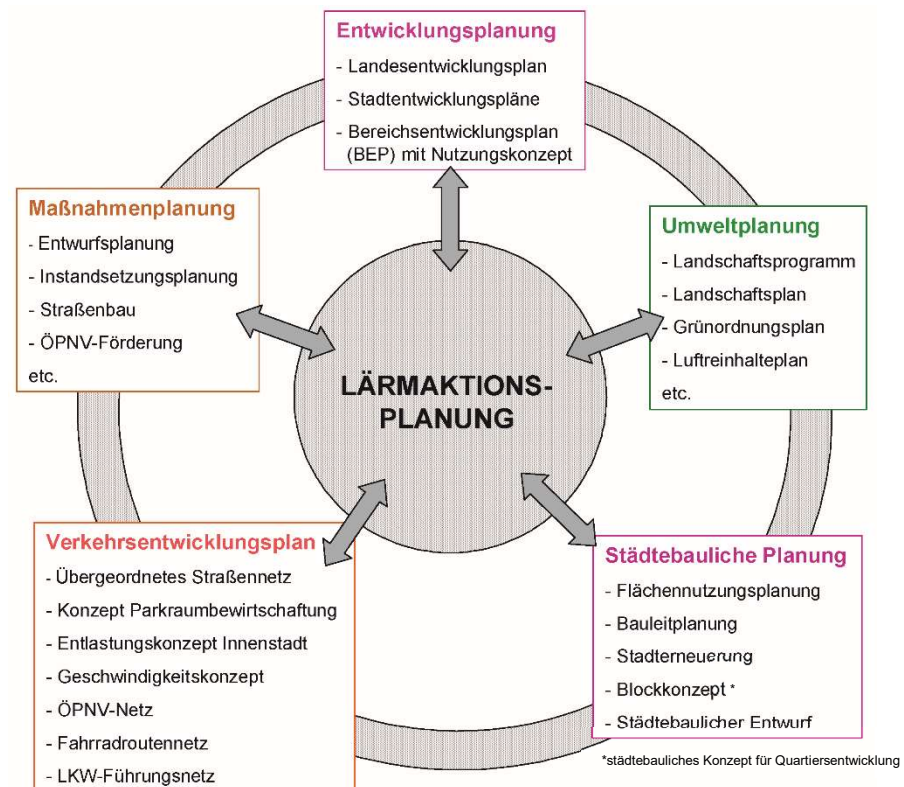 Entwicklungsplanung
- Landesentwicklungsplan
- Stadtentwicklungspläne
- Bereichsentwicklungsplan
(BEP) mit Nutzungskonzept
Maßnahmenplanung
- Entwurfsplanung
- Instandsetzungsplanung
- Straßenbau
- ÖPNV-Förderung
etc.
Umweltplanung
- Landschaftsprogramm
- Landschaftsplan
- Grünordnungsplan
- Luftreinhalteplan
etc.
LÄRMAKTIONS-
PLANUNG
Verkehrsentwicklungsplan
- Übergeordnetes Straßennetz
- Konzept Parkraumbewirtschaftung
- Entlastungskonzept Innenstadt
- Geschwindigkeitskonzept
- ÖPNV-Netz
- Fahrradroutennetz
- LKW-Führungsnetz
Städtebauliche Planung
- Flächennutzungsplanung
- Bauleitplanung
- Stadterneuerung
- Blockkonzept *
- Städtebaulicher Entwurf
*städtebauliches Konzept für Quartiersentwicklung